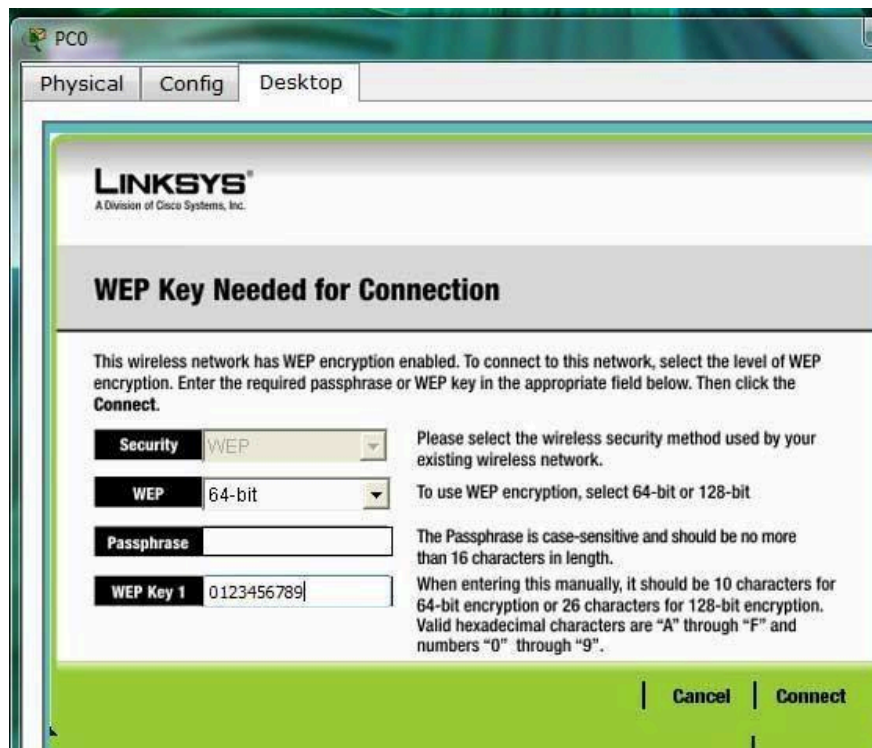 PC0
Physical Config Desktop
LINKSYS®
A Division of Cisco Systems, Inc.
WEP Key Needed for Connection
This wireless network has WEP encryption enabled. To connect to this network, select the level of WEP
encryption. Enter the required passphrase or WEP key in the appropriate field below. Then click the
Connect.
Security WEP
Please select the wireless security method used by your
existing wireless network.
WEP 64-bit
To use WEP encryption, select 64-bit or 128-bit
Passphrase
The Passphrase is case-sensitive and should be no more
than 16 characters in length.
WEP Key 1 0123456789
When entering this manually, it should be 10 characters for
64-bit encryption or 26 characters for 128-bit encryption.
Valid hexadecimal characters are “A” through “F” and
numbers “0” through “9”.
Cancel Connect